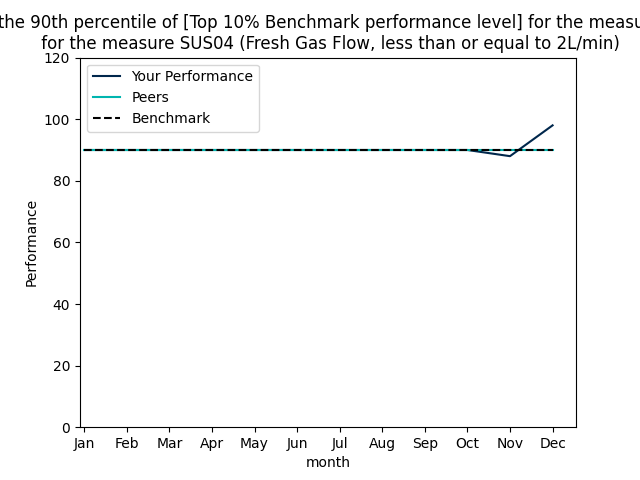 the 90th percentile of [Top 10% Benchmark performance level] for the
for the measure SUS04 (Fresh Gas Flow, less than or equal to 2L/min)
120
Your Performance
Peers
Benchmark
100
80
60
40
20
0
Performance
Jan Feb Mar Apr May Jun Jul Aug Sep Oct Nov Dec
month